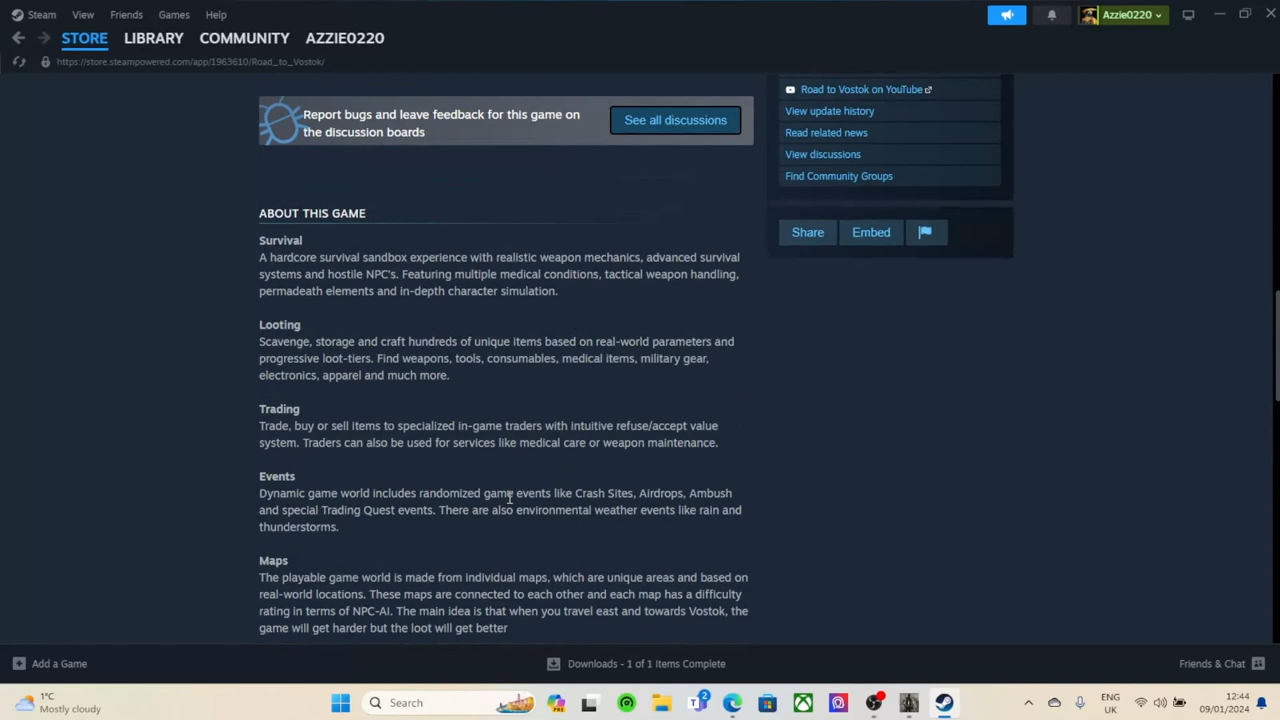 Steam View Friends Games Help
Azzie0220
STORE LIBRARY COMMUNITY AZZIE0220
https://store.steampowered.com/app/1963610/Road_to_Vostok/
Report bugs and leave feedback for this game on
the discussion boards
See all discussions
Road to Vostok on YouTube
View update history
Read related news
View discussions
Find Community Groups
Share Embed
ABOUT THIS GAME
Survival
A hardcore survival sandbox experience with realistic weapon mechanics, advanced survival
systems and hostile NPC's. Featuring multiple medical conditions, tactical weapon handling,
permadeath elements and in-depth character simulation.
Looting
Scavenge, storage and craft hundreds of unique items based on real-world parameters and
progressive loot-tiers. Find weapons, tools, consumables, medical items, military gear,
electronics, apparel and much more.
Trading
Trade, buy or sell items to specialized in-game traders with intuitive refuse/accept value
system. Traders can also be used for services like medical care or weapon maintenance.
Events
Dynamic game world includes randomized game events like Crash Sites, Airdrops, Ambush
and special Trading Quest events. There are also environmental weather events like rain and
thunderstorms.
Maps
The playable game world is made from individual maps, which are unique areas and based on
real-world locations. These maps are connected to each other and each map has a difficulty
rating in terms of NPC-AI. The main idea is that when you travel east and towards Vostok, the
game will get harder but the loot will get better
Add a Game
Downloads - 1 of 1 Items Complete
Friends & Chat
1°C
Mostly cloudy
Search
PRE
2
ENG
UK
12:44
09/01/2024